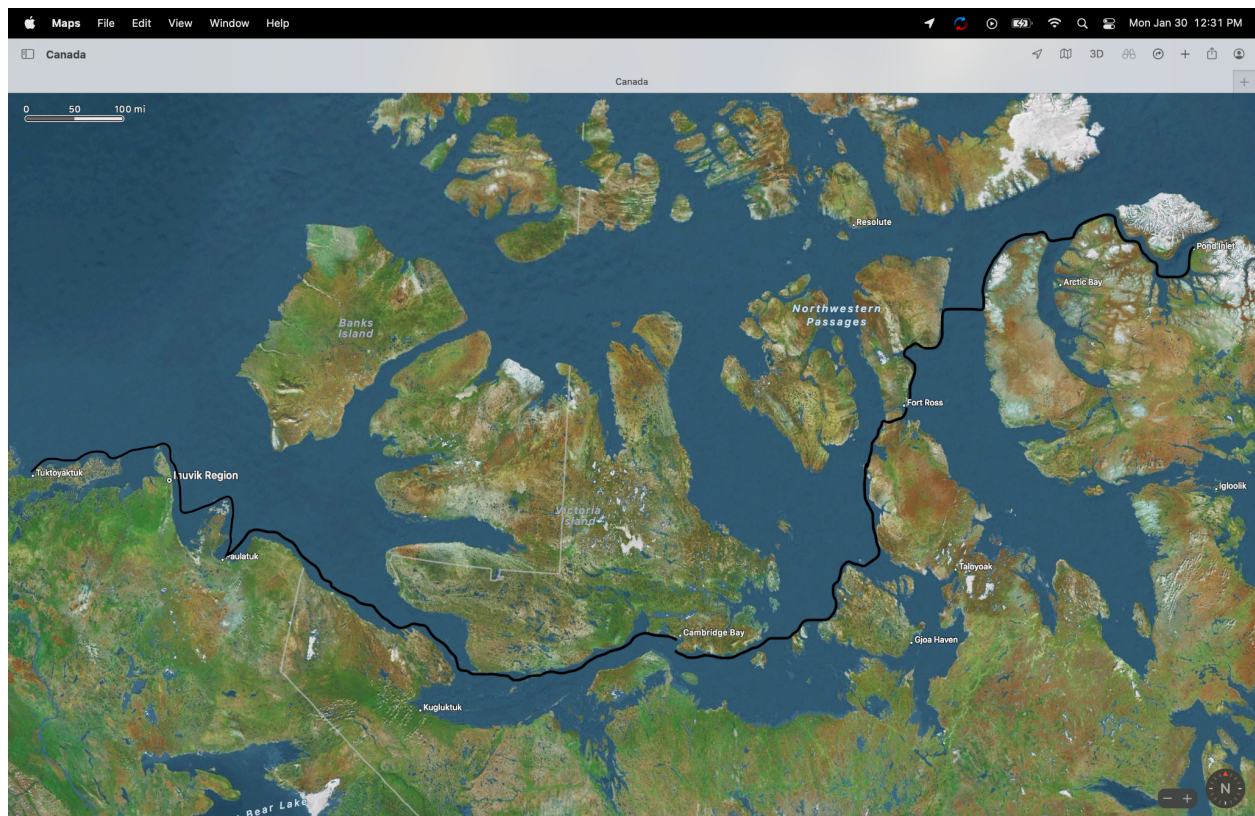 Maps File Edit View Window Help
Mon Jan 30 12:31 PM
Canada
3D
Canada
0 50 100 mi
Resolute
Pond Inlet
Arctic Bay
Northwestern
Passages
Banks
Island
Fort Ross
Tuktoyaktuk
Inuvik Region
Igloolik
Victoria
Island
Paulatuk
Taloyoak
Cambridge Bay
Gjoa Haven
Kugluktuk
Bear Lake
N